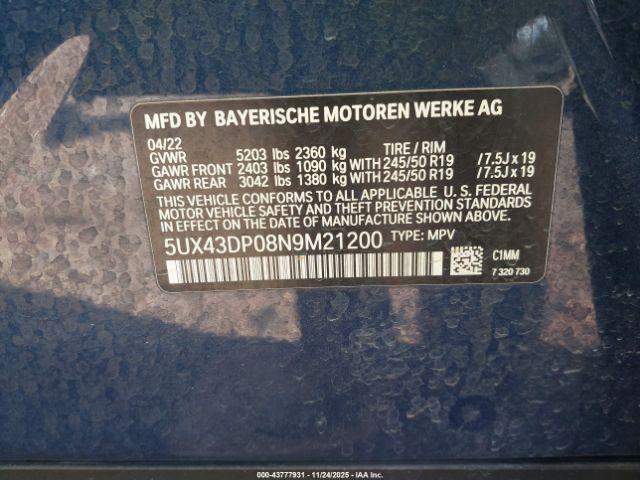 MFD BY BAYERISCHE MOTOREN WERKE AG
04/22
GVWR 5203 lbs 2360 kg TIRE / RIM
GAWR FRONT 2403 lbs 1090 kg WITH 245/50 R19 / 7.5J x 19
GAWR REAR 3042 lbs 1380 kg WITH 245/50 R19 / 7.5J x 19
THIS VEHICLE CONFORMS TO ALL APPLICABLE U. S. FEDERAL
MOTOR VEHICLE SAFETY, BUMPER, AND THEFT PREVENTION STANDARDS
IN EFFECT ON THE DATE OF MANUFACTURE SHOWN ABOVE.
5UX43DP08N9M21200 TYPE: MPV
C1MM
7 320 730
000-43777931 - 11/24/2025 - IAA Inc.